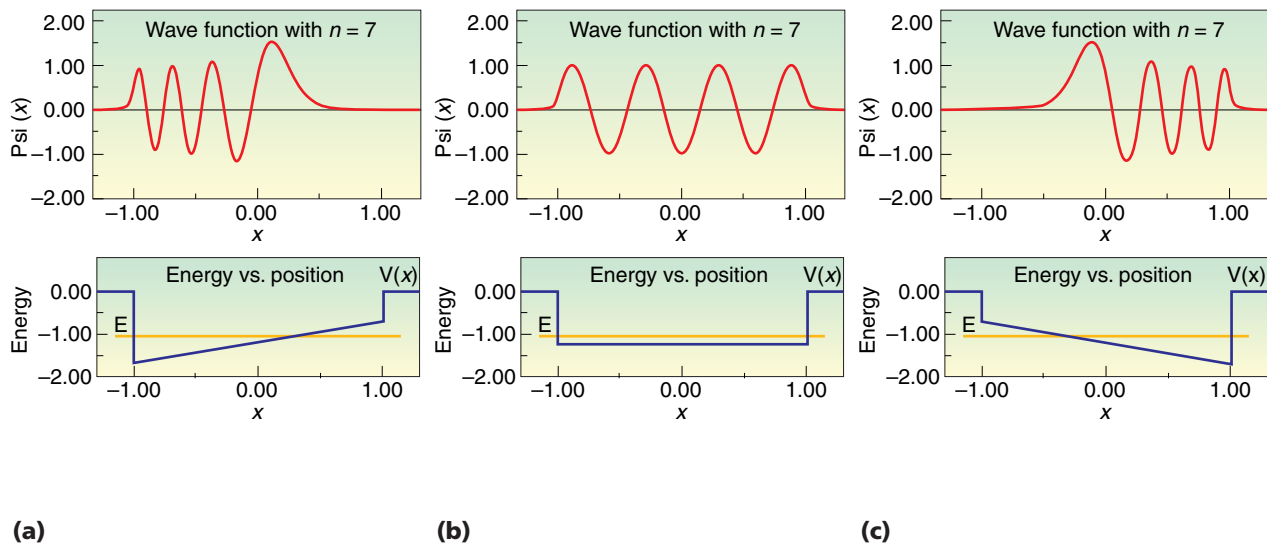 2.00
1.00
0.00
–1.00
–2.00
Psi (x)
Wave function with n = 7
–1.00 0.00 1.00
x
0.00
–1.00
–2.00
Energy
Energy vs. position V(x)
E
–1.00 0.00 1.00
x
(a)
2.00
1.00
0.00
–1.00
–2.00
Psi (x)
Wave function with n = 7
–1.00 0.00 1.00
x
0.00
–1.00
–2.00
Energy
Energy vs. position V(x)
E
–1.00 0.00 1.00
x
(b)
2.00
1.00
0.00
–1.00
–2.00
Psi (x)
Wave function with n = 7
–1.00 0.00 1.00
x
0.00
–1.00
–2.00
Energy
Energy vs. position V(x)
E
–1.00 0.00 1.00
x
(c)